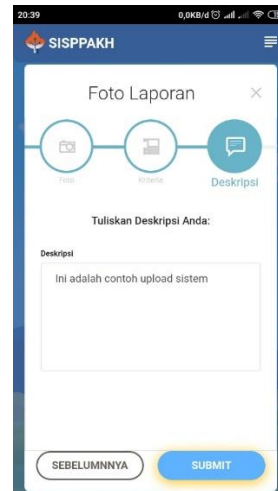 20:39 0,0KB/d
SISPPAKH
Foto Laporan
Foto Kriteria Deskripsi
Tuliskan Deskripsi Anda:
Deskripsi
Ini adalah contoh upload sistem
SEBELUMNNYA SUBMIT